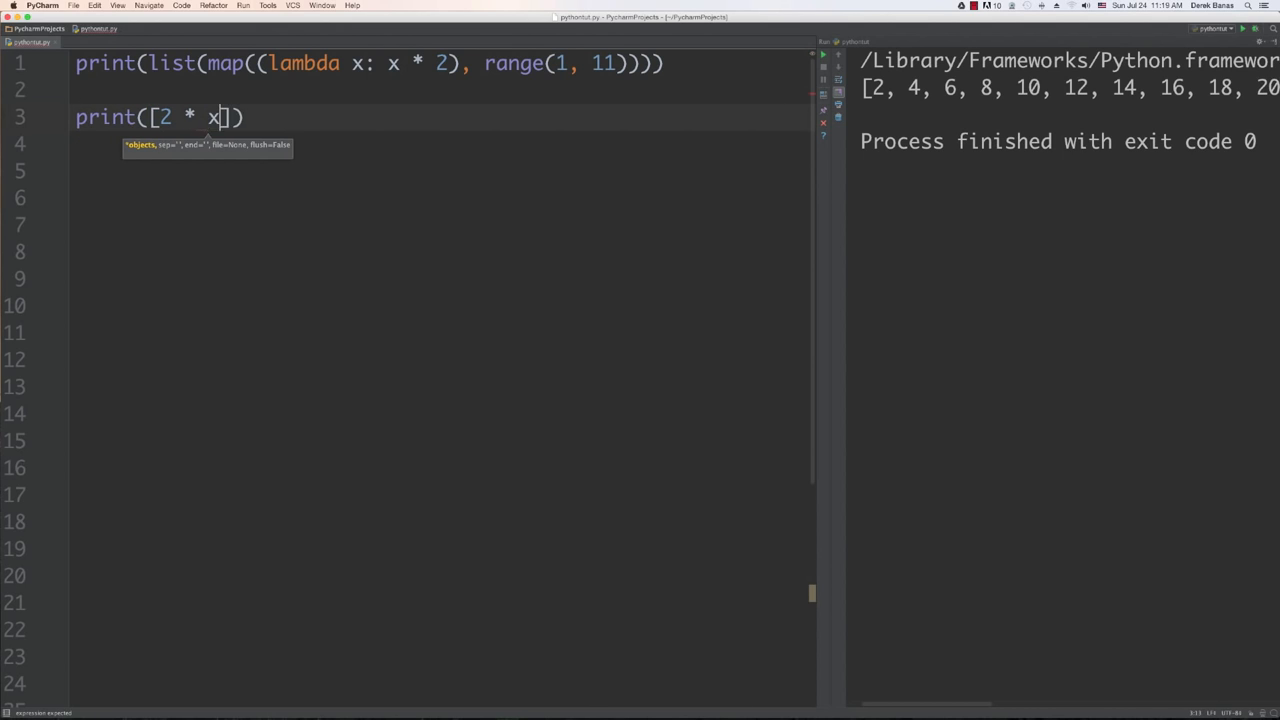 PyCharm File Edit View Navigate Code Refactor Run Tools VCS Window Help
10 Sun Jul 24 11:19 AM Derek Banas
pythontut.py - PycharmProjects - [~/PycharmProjects]
PycharmProjects pythontut.py
pythontut
pythontut.py
Run: pythontut
1 print(list(map((lambda x: x * 2), range(1, 11))))
2
3 print([2 * x])
*objects, sep='', end='', file=None, flush=False
4
5
6
7
8
9
10
11
12
13
14
15
16
17
18
19
20
21
22
23
24
25
/Library/Frameworks/Python.framewor
[2, 4, 6, 8, 10, 12, 14, 16, 18, 20
Process finished with exit code 0
expression expected
3:13 LF÷ UTF-8÷